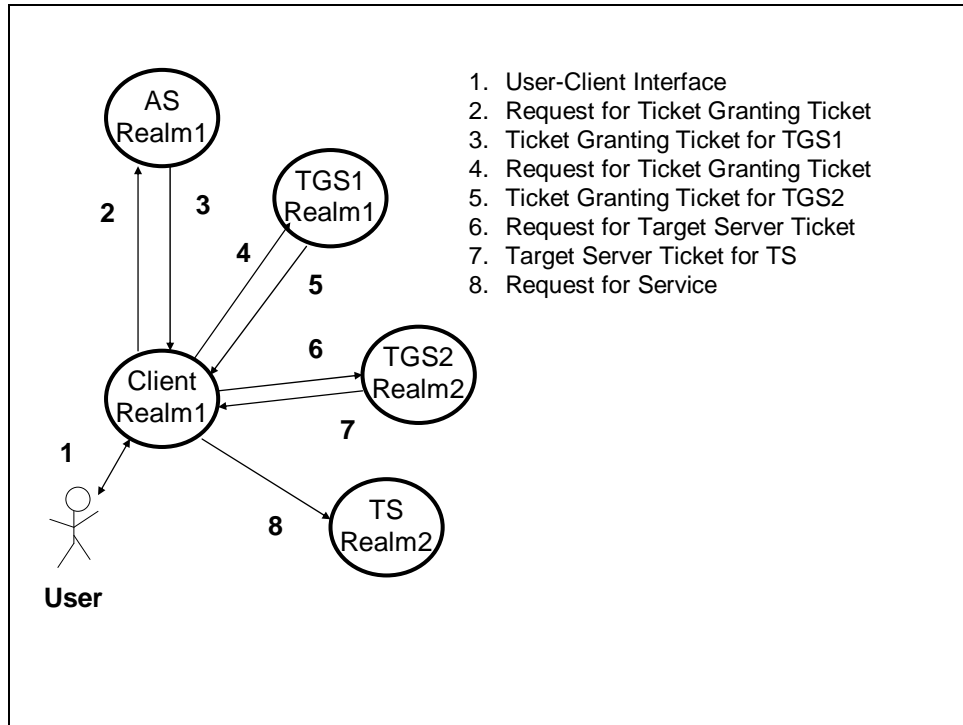 AS
Realm1
TGS1
Realm1
2
3
4
5
6
TGS2
Realm2
Client
Realm1
7
1
8
TS
Realm2
User
1. User-Client Interface
2. Request for Ticket Granting Ticket
3. Ticket Granting Ticket for TGS1
4. Request for Ticket Granting Ticket
5. Ticket Granting Ticket for TGS2
6. Request for Target Server Ticket
7. Target Server Ticket for TS
8. Request for Service